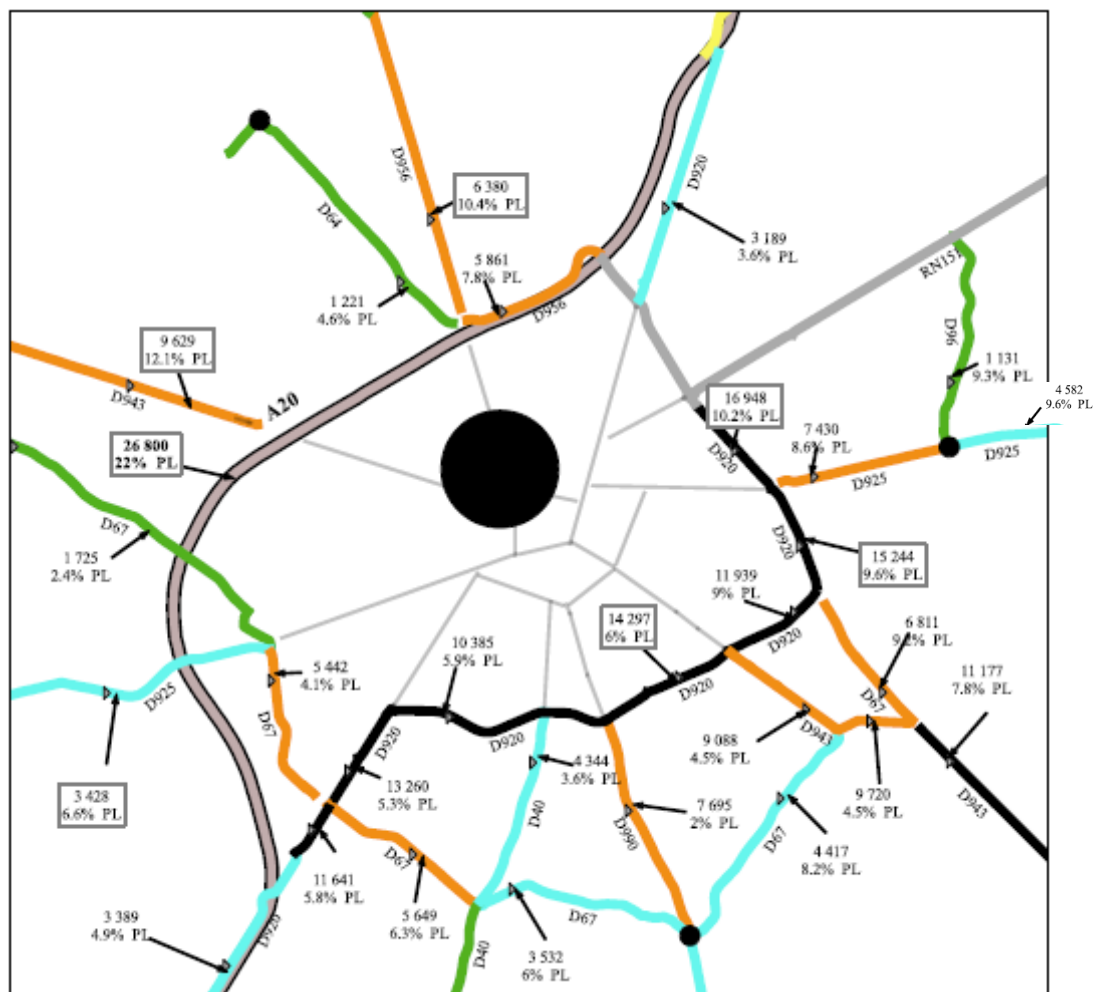 D956
D920
6 380
10.4% PL
D64
3 189
3.6% PL
5 861
7.8% PL
RN151
1 221
4.6% PL
D956
9 629
12.1% PL
D96
1 131
9.3% PL
4 582
9.6% PL
D943
A20
16 948
10.2% PL
7 430
8.6% PL
26 800
22% PL
D920
D925
D925
D67
1 725
2.4% PL
D920
15 244
9.6% PL
11 939
9% PL
14 297
6% PL
D920
6 811
9.2% PL
10 385
5.9% PL
11 177
7.8% PL
5 442
4.1% PL
D925
D920
D67
D67
D920
D920
D943
9 088
4.5% PL
3 428
6.6% PL
13 260
5.3% PL
4 344
3.6% PL
9 720
4.5% PL
D943
D40
7 695
2% PL
D990
D67
D67
4 417
8.2% PL
11 641
5.8% PL
3 389
4.9% PL
D920
5 649
6.3% PL
D67
D40
3 532
6% PL